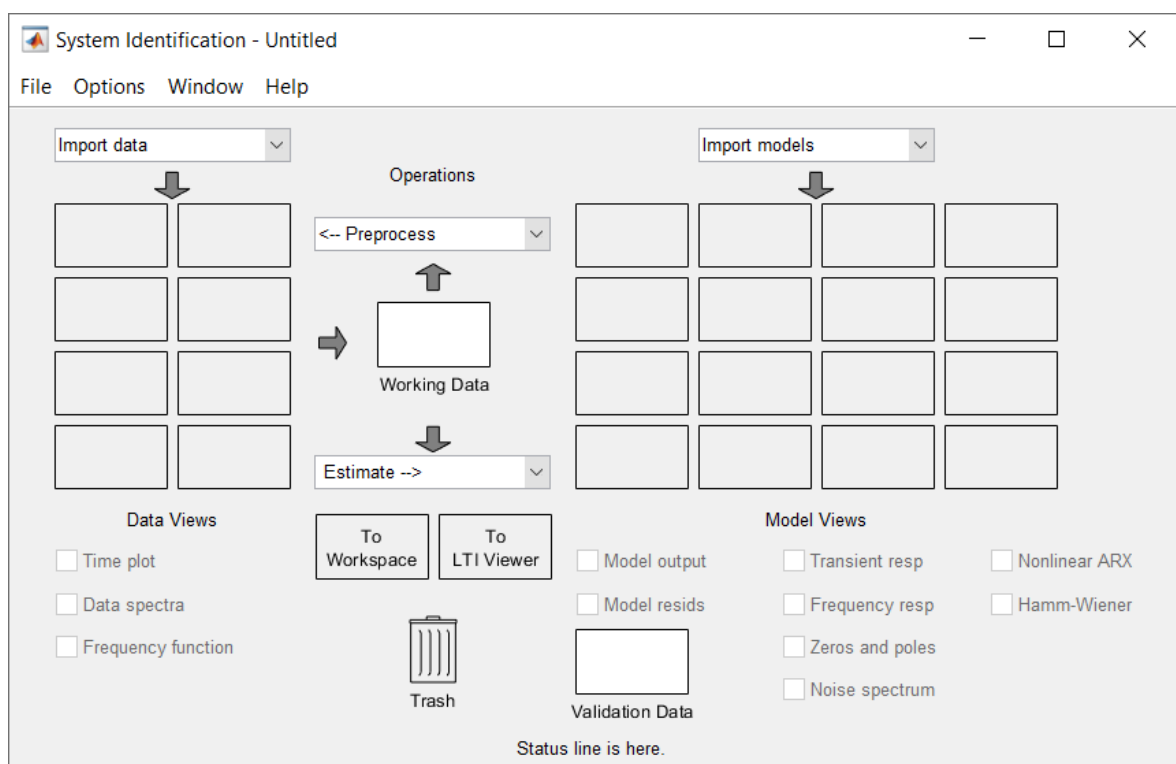 System Identification - Untitled
File Options Window Help
Import data
Import models
Operations
<-- Preprocess
Working Data
Estimate -->
Data Views
Model Views
To
Workspace
To
LTI Viewer
Time plot
Data spectra
Frequency function
Model output
Transient resp
Nonlinear ARX
Model resids
Frequency resp
Hamm-Wiener
Zeros and poles
Noise spectrum
Trash
Validation Data
Status line is here.